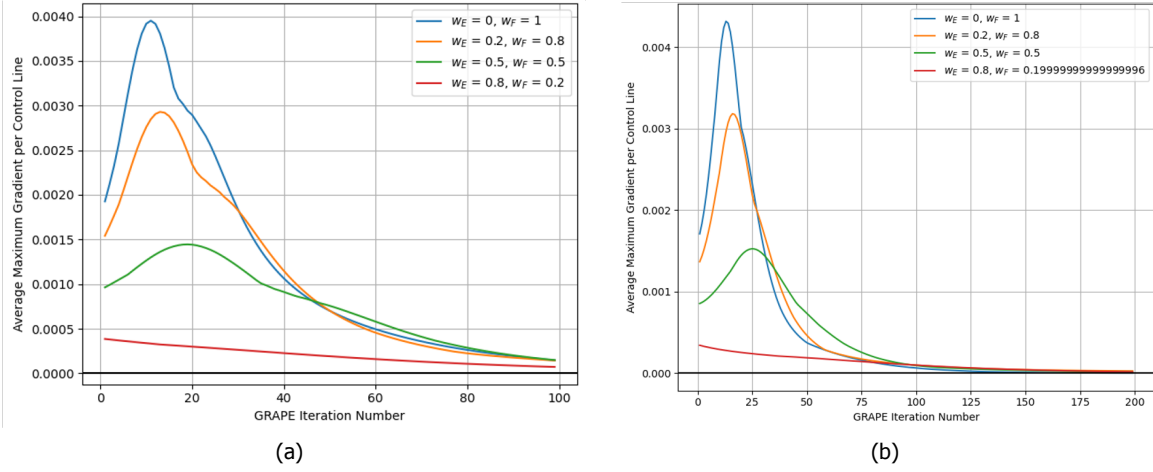 Average Maximum Gradient per Control Line
0.0040
0.0035
0.0030
0.0025
0.0020
0.0015
0.0010
0.0005
0.0000
w_E = 0, w_F = 1
w_E = 0.2, w_F = 0.8
w_E = 0.5, w_F = 0.5
w_E = 0.8, w_F = 0.2
0 20 40 60 80 100
GRAPE Iteration Number
(a)
Average Maximum Gradient per Control Line
0.004
0.003
0.002
0.001
0.000
w_E = 0, w_F = 1
w_E = 0.2, w_F = 0.8
w_E = 0.5, w_F = 0.5
w_E = 0.8, w_F = 0.19999999999999996
0 25 50 75 100 125 150 175 200
GRAPE Iteration Number
(b)